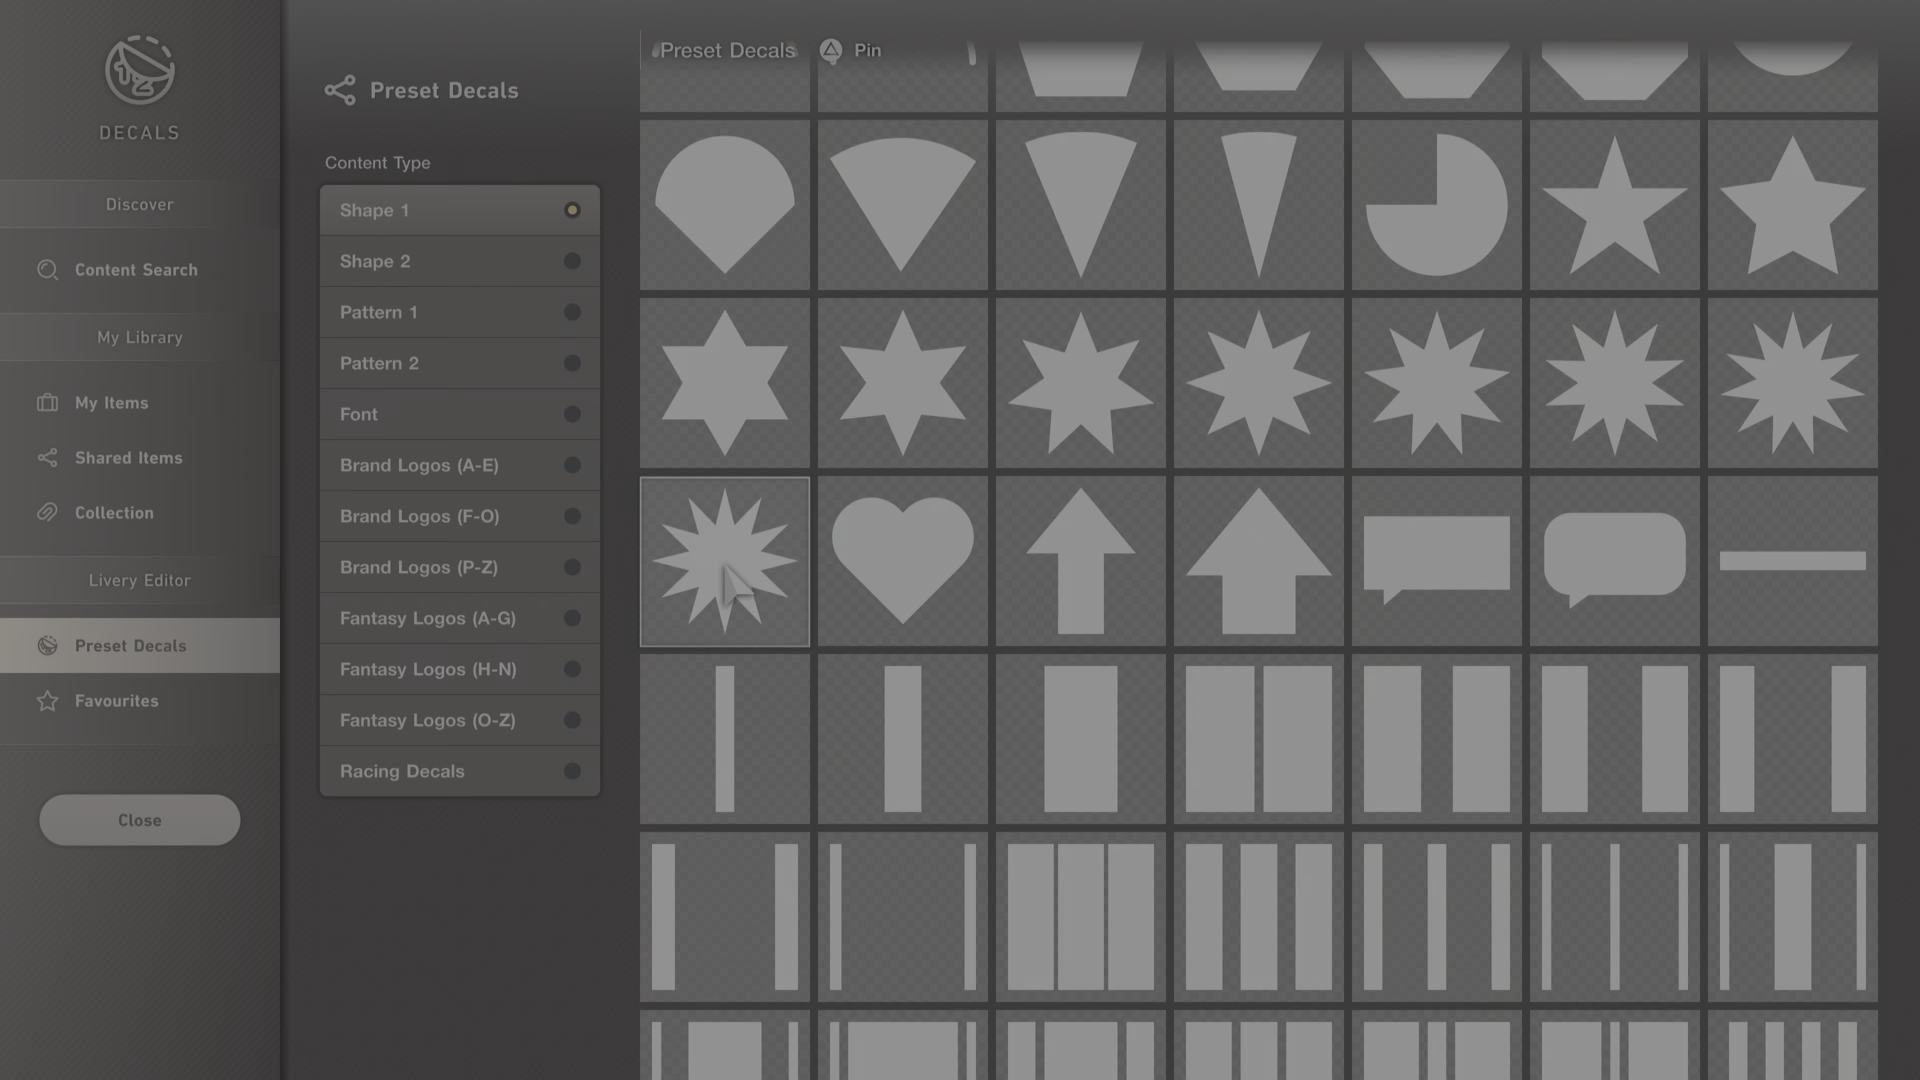 DECALS
Discover
Content Search
My Library
My Items
Shared Items
Collection
Livery Editor
Preset Decals
Favourites
Close
Preset Decals
Content Type
Shape 1
Shape 2
Pattern 1
Pattern 2
Font
Brand Logos (A-E)
Brand Logos (F-O)
Brand Logos (P-Z)
Fantasy Logos (A-G)
Fantasy Logos (H-N)
Fantasy Logos (O-Z)
Racing Decals
Preset Decals Pin